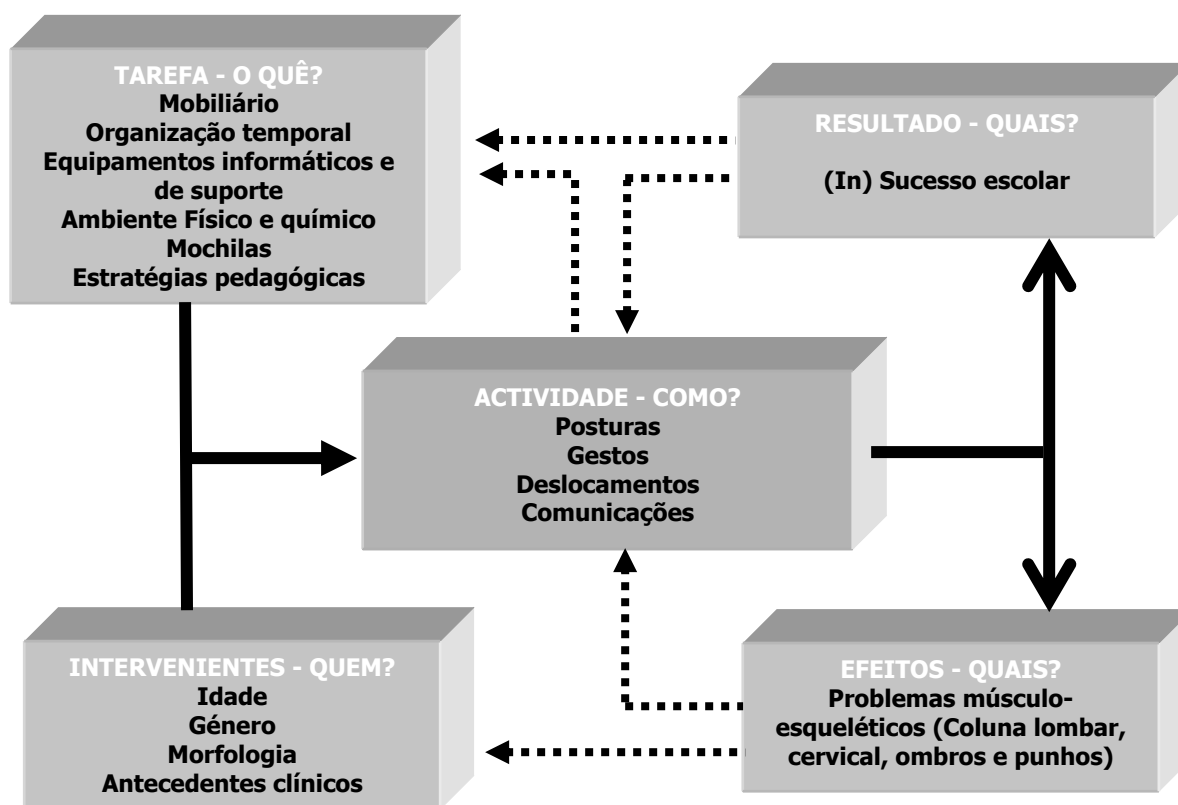 TAREFA - O QUÊ?
Mobiliário
Organização temporal
Equipamentos informáticos e
de suporte
Ambiente Físico e químico
Mochilas
Estratégias pedagógicas
RESULTADO - QUAIS?
(In) Sucesso escolar
ACTIVIDADE - COMO?
Posturas
Gestos
Deslocamentos
Comunicações
INTERVENIENTES - QUEM?
Idade
Género
Morfologia
Antecedentes clínicos
EFEITOS - QUAIS?
Problemas músculo-
esqueléticos (Coluna lombar,
cervical, ombros e punhos)